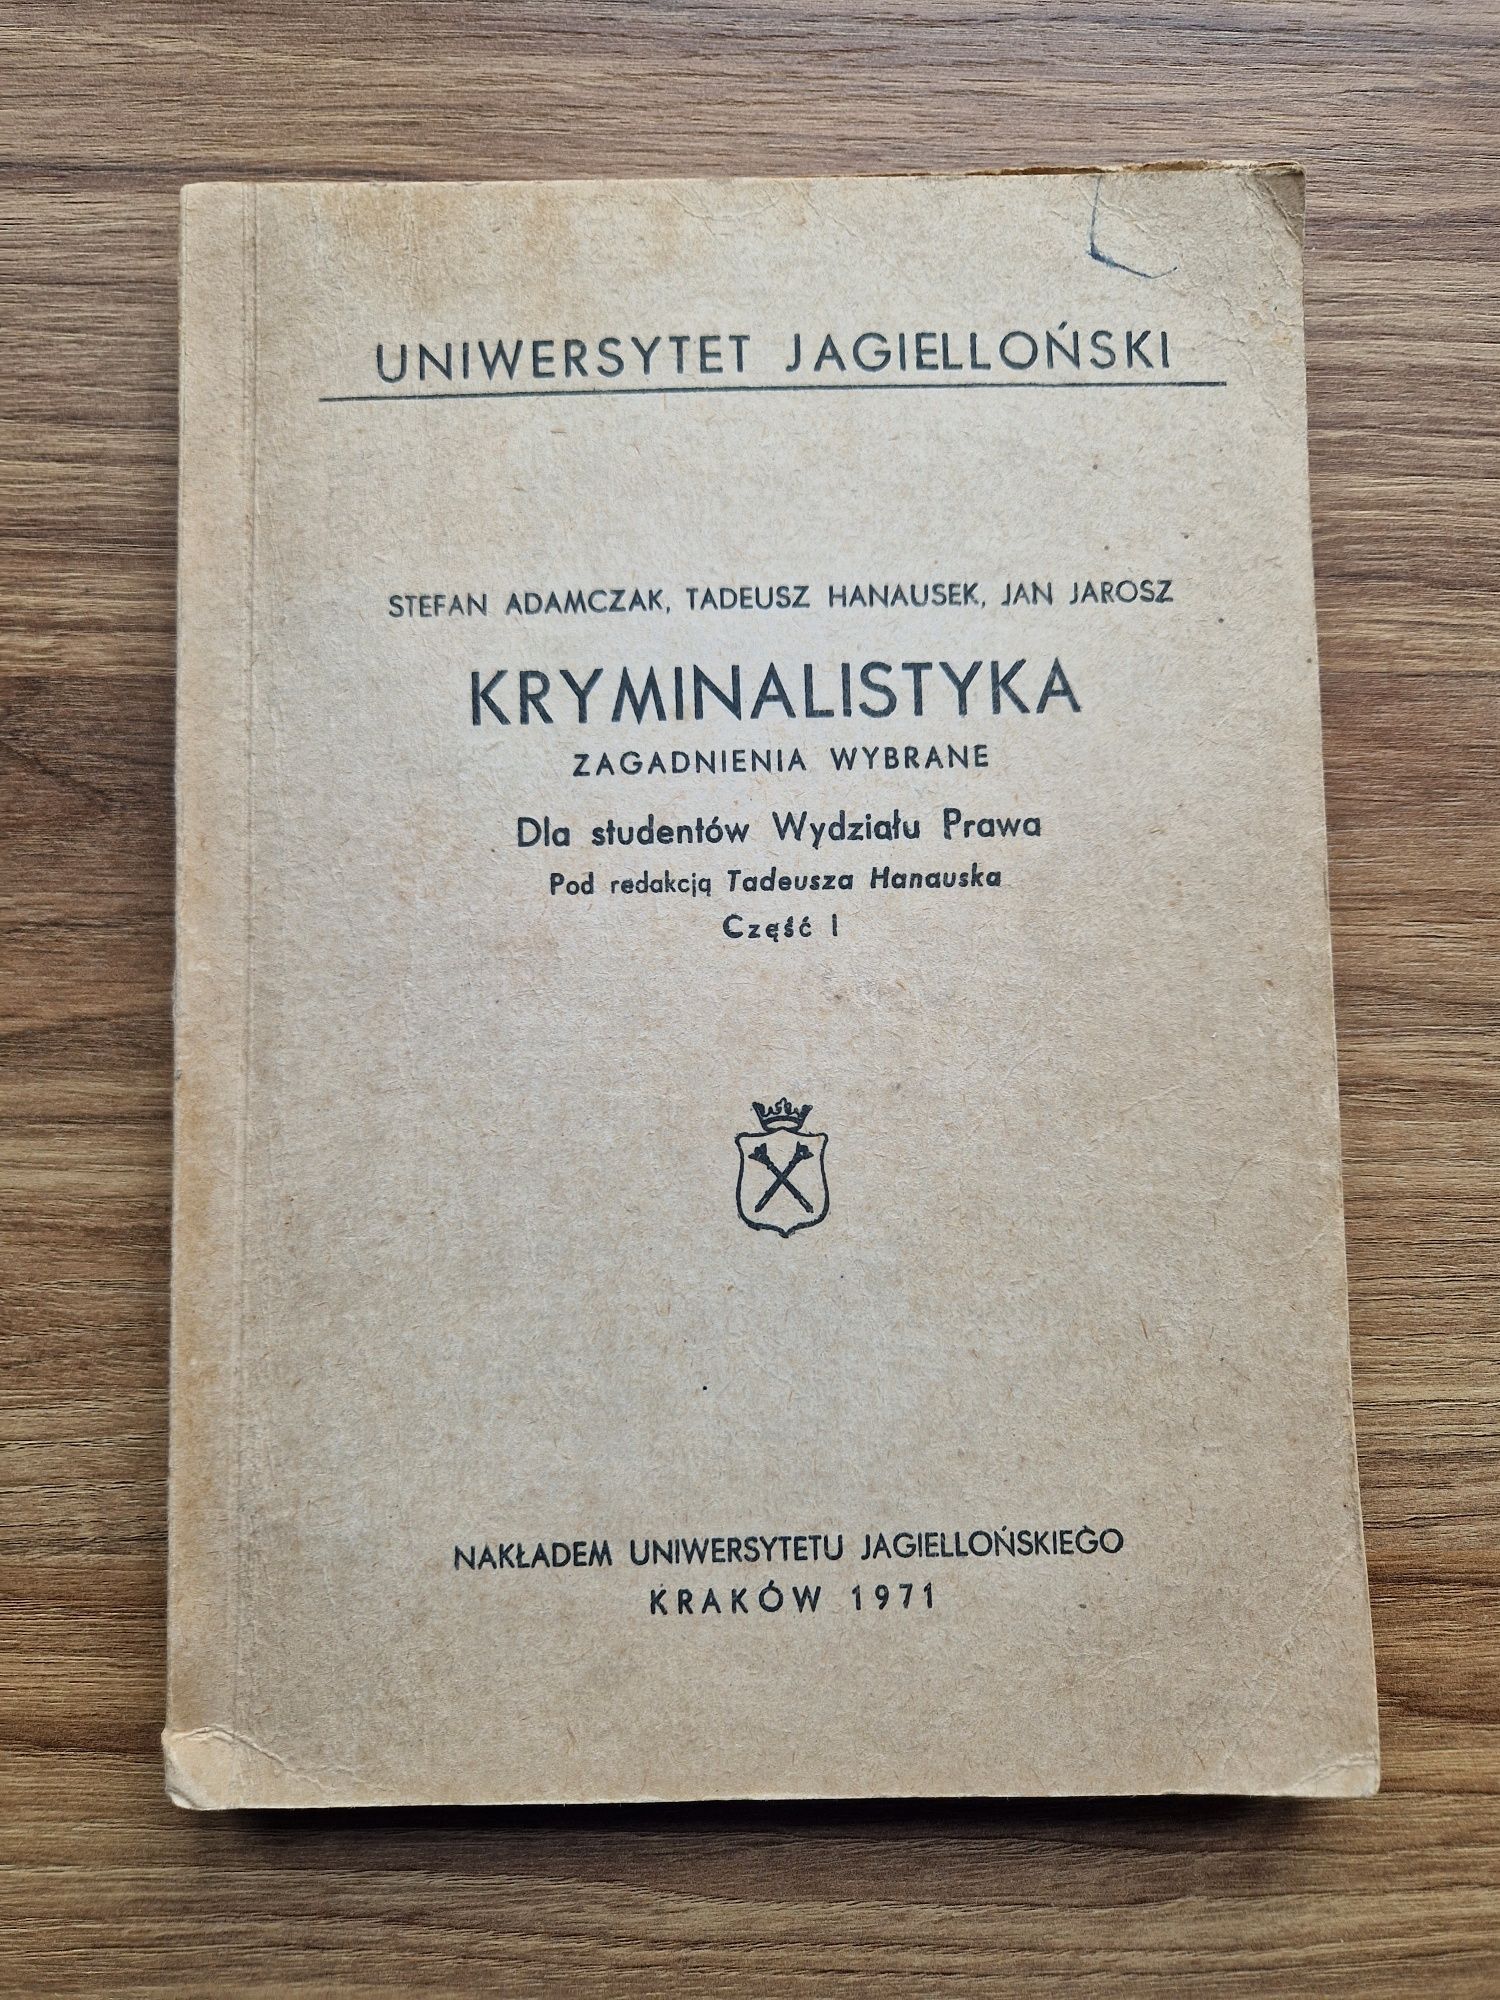 UNIWERSYTET JAGIELLOŃSKI
STEFAN ADAMCZAK, TADEUSZ HANAUSEK, JAN JAROSZ
KRYMINALISTYKA
ZAGADNIENIA WYBRANE
Dla studentów Wydziału Prawa
Pod redakcją Tadeusza Hanauska
Część I
NAKŁADEM UNIWERSYTETU JAGIELLOŃSKIEGO
KRAKÓW 1971